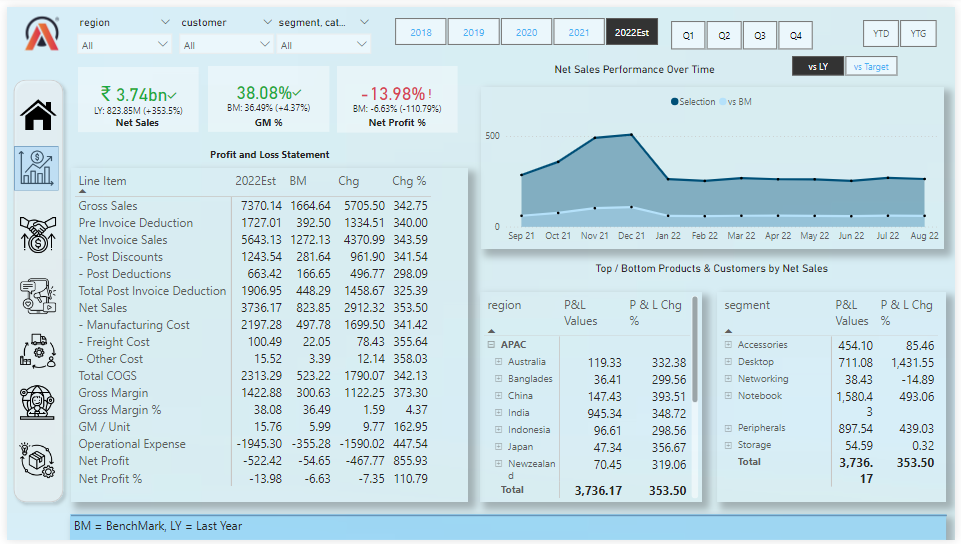 region customer segment, cat...
All All All
2018 2019 2020 2021 2022Est Q1 Q2 Q3 Q4 YTD YTG
vs LY vs Target
₹ 3.74bn✓
LY: 823.85M (+353.5%)
Net Sales
38.08%✓
BM: 36.49% (+4.37%)
GM %
-13.98%!
BM: -6.63% (-110.79%)
Net Profit %
Net Sales Performance Over Time
Selection vs BM
500
0
Sep 21 Oct 21 Nov 21 Dec 21 Jan 22 Feb 22 Mar 22 Apr 22 May 22 Jun 22 Jul 22 Aug 22
Profit and Loss Statement
Line Item 2022Est BM Chg Chg %
Gross Sales 7370.14 1664.64 5705.50 342.75
Pre Invoice Deduction 1727.01 392.50 1334.51 340.00
Net Invoice Sales 5643.13 1272.13 4370.99 343.59
- Post Discounts 1243.54 281.64 961.90 341.54
- Post Deductions 663.42 166.65 496.77 298.09
Total Post Invoice Deduction 1906.95 448.29 1458.67 325.39
Net Sales 3736.17 823.85 2912.32 353.50
- Manufacturing Cost 2197.28 497.78 1699.50 341.42
- Freight Cost 100.49 22.05 78.43 355.64
- Other Cost 15.52 3.39 12.14 358.03
Total COGS 2313.29 523.22 1790.07 342.13
Gross Margin 1422.88 300.63 1122.25 373.30
Gross Margin % 38.08 36.49 1.59 4.37
GM / Unit 15.76 5.99 9.77 162.95
Operational Expense -1945.30 -355.28 -1590.02 447.54
Net Profit -522.42 -54.65 -467.77 855.93
Net Profit % -13.98 -6.63 -7.35 110.79
Top / Bottom Products & Customers by Net Sales
region P&L Values P & L Chg %
APAC
Australia 119.33 332.38
Banglades 36.41 299.56
China 147.43 393.51
India 945.34 348.72
Indonesia 96.61 298.56
Japan 47.34 356.67
Newzealan
d 70.45 319.06
Total 3,736.17 353.50
segment P&L Values P & L Chg %
Accessories 454.10 85.46
Desktop 711.08 1,431.55
Networking 38.43 -14.89
Notebook 1,580.4
3 493.06
Peripherals 897.54 439.03
Storage 54.59 0.32
Total 3,736.
17 353.50
BM = BenchMark, LY = Last Year